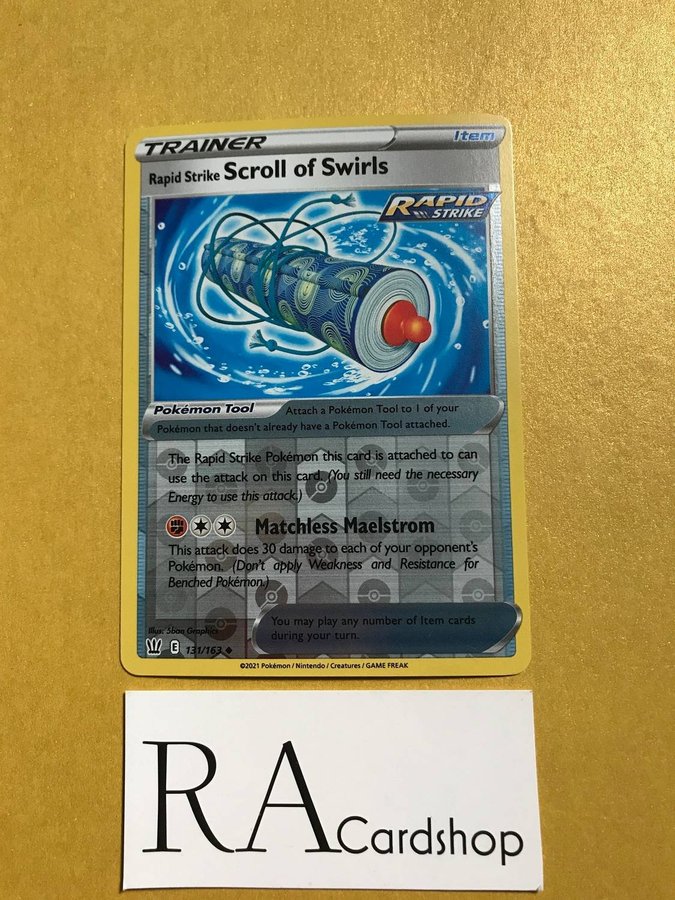 TRAINER
Item
Rapid Strike Scroll of Swirls
RAPID
STRIKE
Pokémon Tool Attach a Pokémon Tool to 1 of your
Pokémon that doesn't already have a Pokémon Tool attached.
The Rapid Strike Pokémon this card is attached to can
use the attack on this card. (You still need the necessary
Energy to use this attack.)
Matchless Maelstrom
This attack does 30 damage to each of your opponent's
Pokémon. (Don't apply Weakness and Resistance for
Benched Pokémon.)
You may play any number of Item cards
during your turn.
Illus. 5ban Graphics
E 131/163
©2021 Pokémon / Nintendo / Creatures / GAME FREAK
RA Cardshop